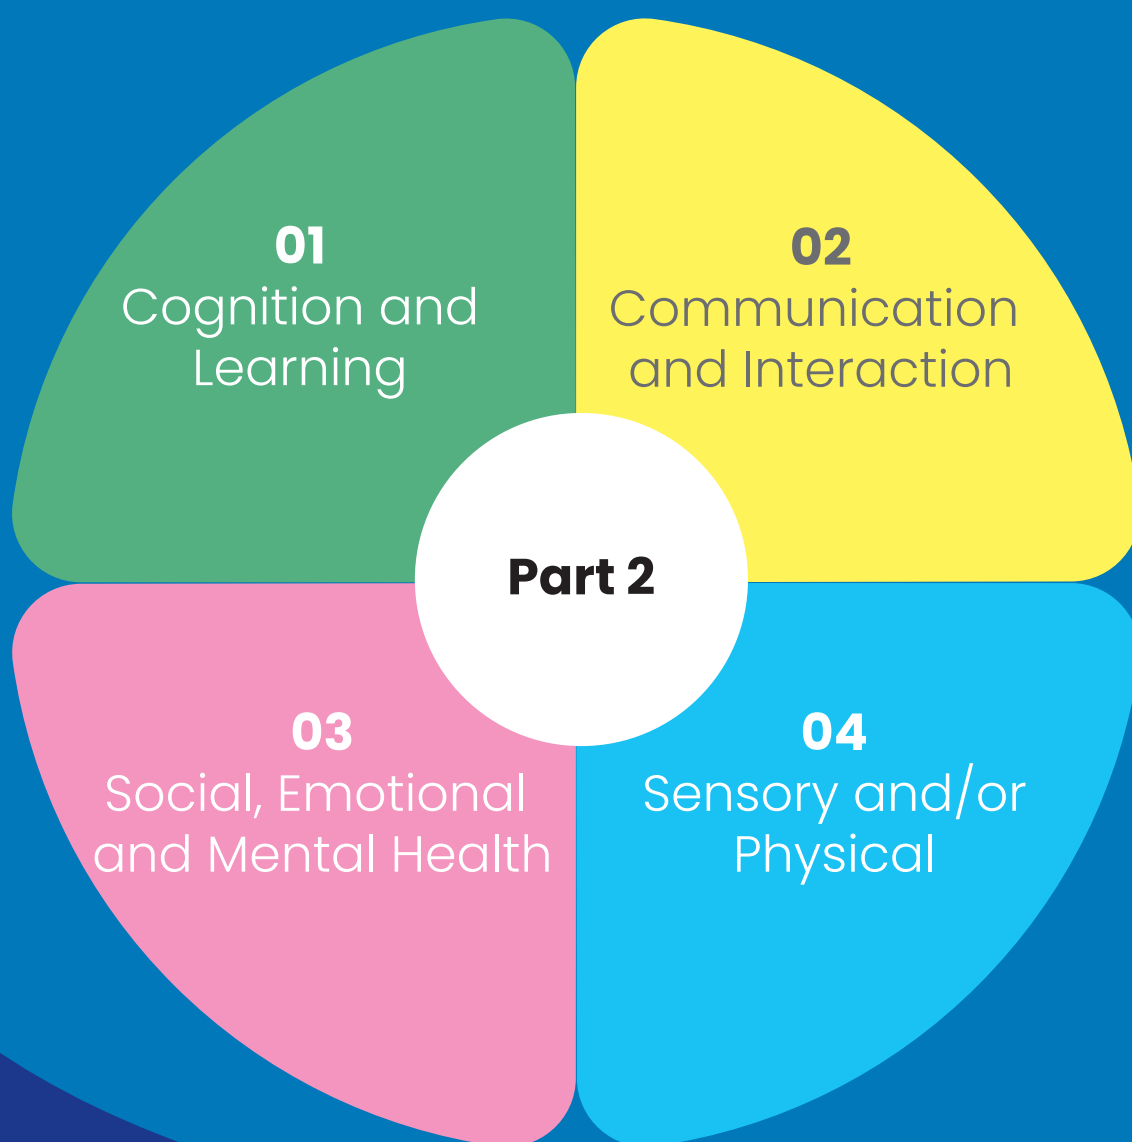 01
Cognition and
Learning
02
Communication
and Interaction
Part 2
03
Social, Emotional
and Mental Health
04
Sensory and/or
Physical